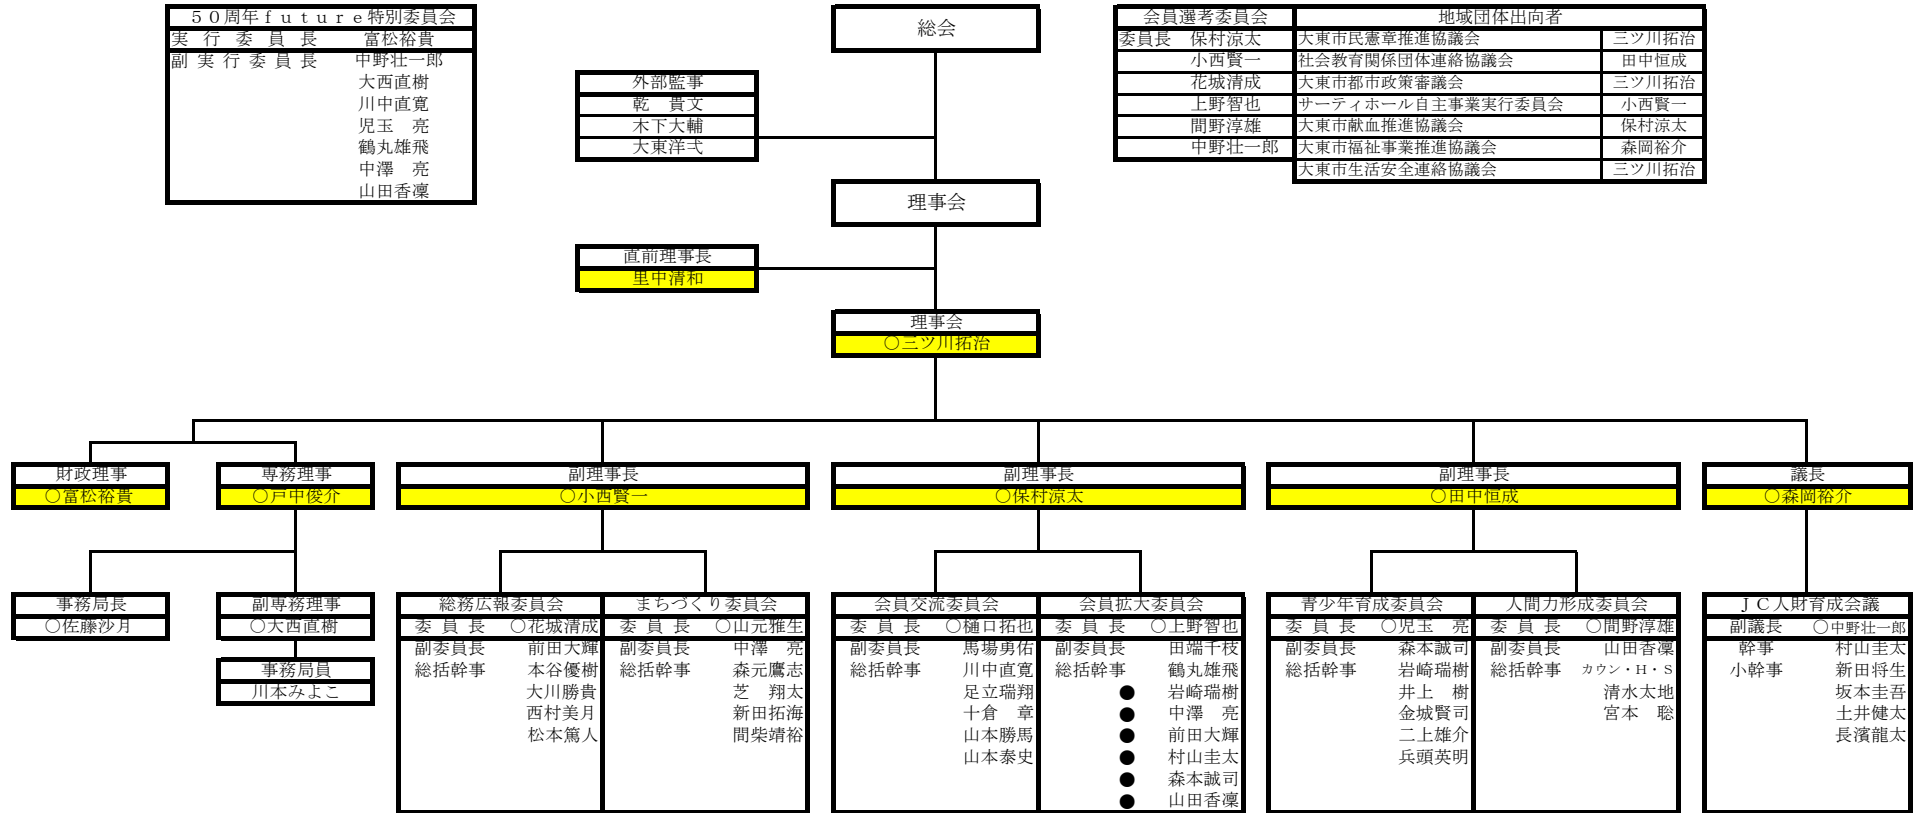 ５０周年ｆｕｔｕｒｅ特別委員会
実行委員長 富松裕貴
副実行委員長 中野壮一郎
大西直樹
川中直寛
児玉　亮
鶴丸雄飛
中澤　亮
山田香凜
総会
会員選考委員会
委員長 保村涼太
小西賢一
花城清成
上野智也
間野淳雄
中野壮一郎
地域団体出向者
大東市民憲章推進協議会 三ツ川拓治
社会教育関係団体連絡協議会 田中恒成
大東市都市政策審議会 三ツ川拓治
サーティホール自主事業実行委員会 小西賢一
大東市献血推進協議会 保村涼太
大東市福祉事業推進協議会 森岡裕介
大東市生活安全連絡協議会 三ツ川拓治
外部監事
乾　貴文
木下大輔
大東洋弌
理事会
直前理事長
里中清和
理事会
〇三ツ川拓治
財政理事
〇富松裕貴
専務理事
〇戸中俊介
副理事長
〇小西賢一
副理事長
〇保村涼太
副理事長
〇田中恒成
議長
〇森岡裕介
事務局長
〇佐藤沙月
副専務理事
〇大西直樹
事務局員
川本みよこ
総務広報委員会
委員長 〇花城清成
副委員長 前田大輝
総括幹事 本谷優樹
大川勝貴
西村美月
松本篤人
まちづくり委員会
委員長 〇山元雅生
副委員長 中澤　亮
総括幹事 森元鷹志
芝　翔太
新田拓海
間柴靖裕
会員交流委員会
委員長 〇樋口拓也
副委員長 馬場勇佑
総括幹事 川中直寛
足立瑞翔
十倉　章
山本勝馬
山本泰史
会員拡大委員会
委員長 〇上野智也
副委員長 田端千枝
総括幹事 鶴丸雄飛
● 岩崎瑞樹
● 中澤　亮
● 前田大輝
● 村山圭太
● 森本誠司
● 山田香凜
青少年育成委員会
委員長 〇児玉　亮
副委員長 森本誠司
総括幹事 岩崎瑞樹
井上　樹
金城賢司
二上雄介
兵頭英明
人間力形成委員会
委員長 〇間野淳雄
副委員長 山田香凜
総括幹事 カウン・Ｈ・Ｓ
清水太地
宮本　聡
ＪＣ人財育成会議
副議長 〇中野壮一郎
幹事 村山圭太
小幹事 新田将生
坂本圭吾
土井健太
長濱龍太